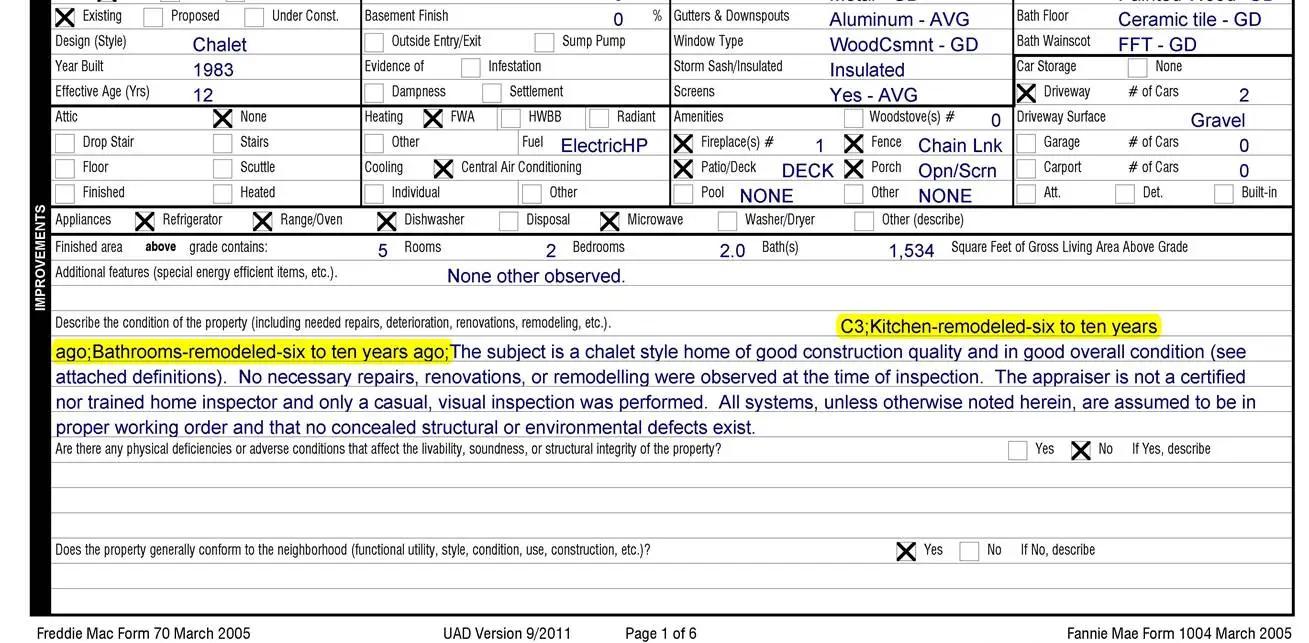 Existing Proposed Under Const. Basement Finish 0 % Gutters & Downspouts Aluminum - AVG Bath Floor Ceramic tile - GD
Design (Style) Chalet Outside Entry/Exit Sump Pump Window Type WoodCsmnt - GD Bath Wainscot FFT - GD
Year Built 1983 Evidence of Infestation Storm Sash/Insulated Insulated Car Storage None
Effective Age (Yrs) 12 Dampness Settlement Screens Yes - AVG Driveway # of Cars 2
Attic None Heating FWA HWBB Radiant Amenities Woodstove(s) # 0 Driveway Surface Gravel
Drop Stair Stairs Other Fuel ElectricHP Fireplace(s) # 1 Fence Chain Lnk Garage # of Cars 0
Floor Scuttle Cooling Central Air Conditioning Patio/Deck DECK Porch Opn/Scrn Carport # of Cars 0
Finished Heated Individual Other Pool NONE Other NONE Att. Det. Built-in
Appliances Refrigerator Range/Oven Dishwasher Disposal Microwave Washer/Dryer Other (describe)
Finished area above grade contains: 5 Rooms 2 Bedrooms 2.0 Bath(s) 1,534 Square Feet of Gross Living Area Above Grade
Additional features (special energy efficient items, etc.). None other observed.
IMPROVEMENTS
Describe the condition of the property (including needed repairs, deterioration, renovations, remodeling, etc.). C3;Kitchen-remodeled-six to ten years
ago;Bathrooms-remodeled-six to ten years ago;The subject is a chalet style home of good construction quality and in good overall condition (see
attached definitions). No necessary repairs, renovations, or remodelling were observed at the time of inspection. The appraiser is not a certified
nor trained home inspector and only a casual, visual inspection was performed. All systems, unless otherwise noted herein, are assumed to be in
proper working order and that no concealed structural or environmental defects exist.
Are there any physical deficiencies or adverse conditions that affect the livability, soundness, or structural integrity of the property? Yes No If Yes, describe
Does the property generally conform to the neighborhood (functional utility, style, condition, use, construction, etc.)? Yes No If No, describe
Freddie Mac Form 70 March 2005 UAD Version 9/2011 Page 1 of 6 Fannie Mae Form 1004 March 2005